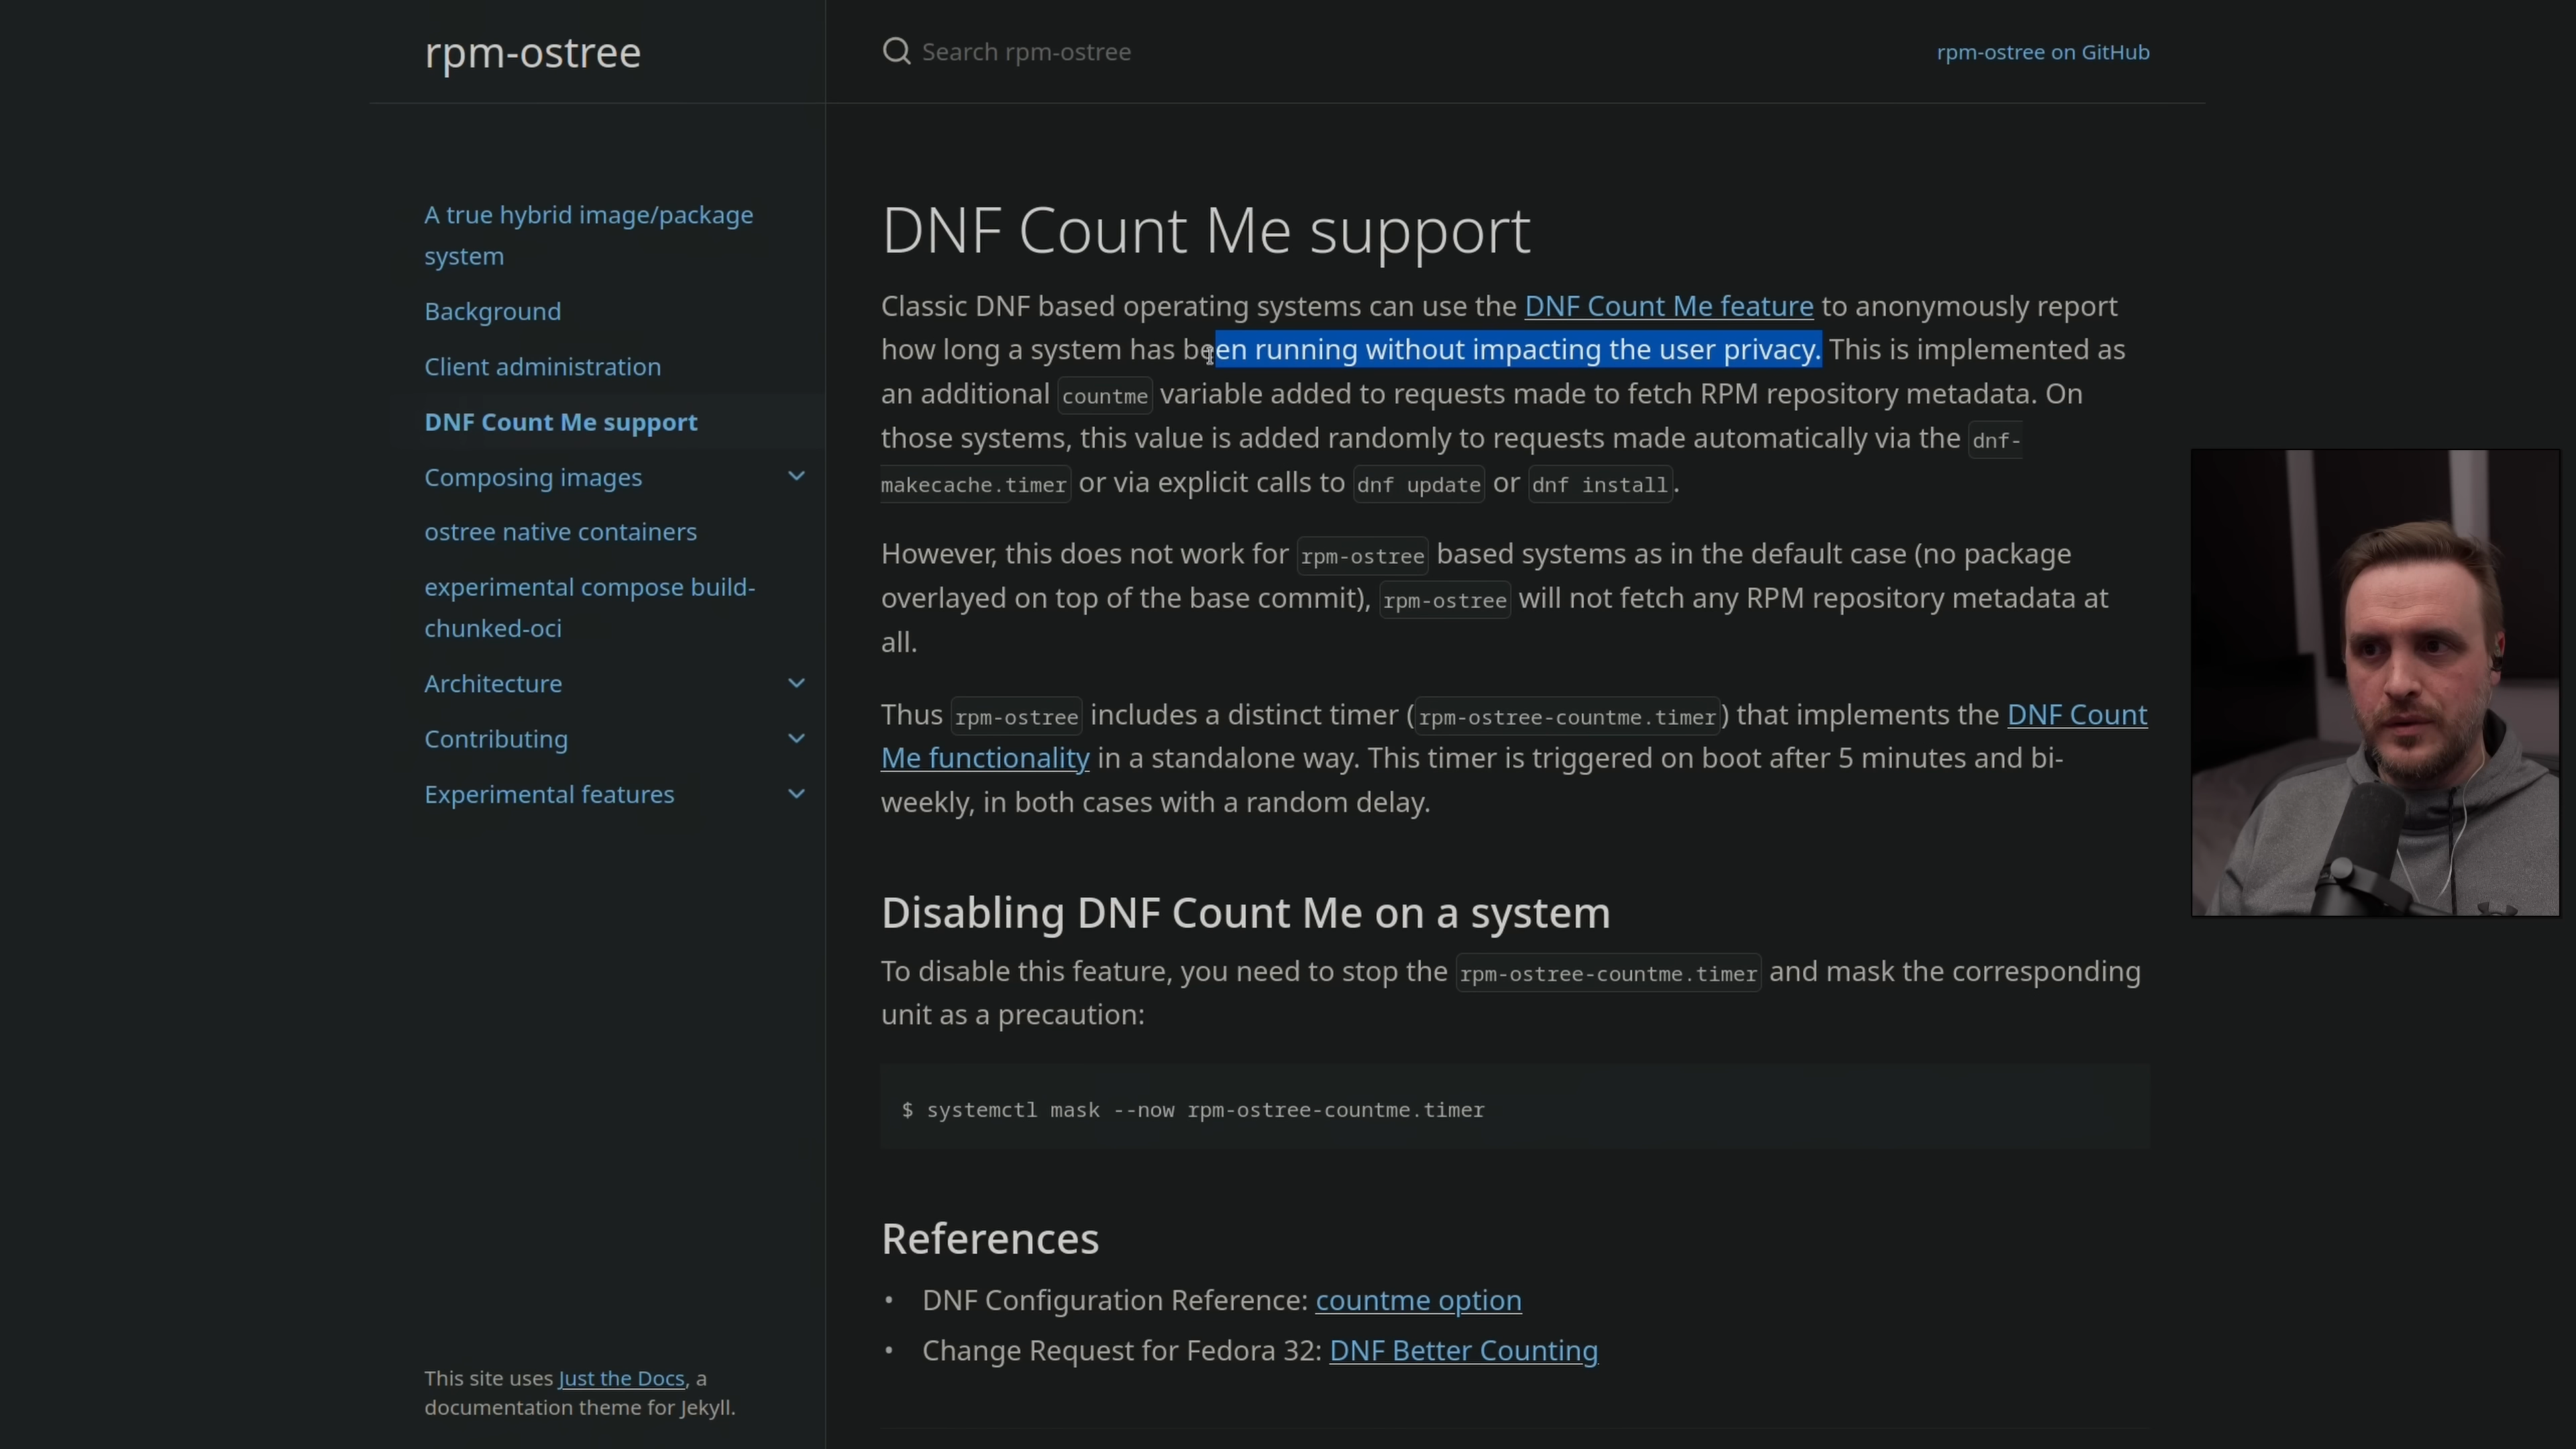 rpm-ostree
Search rpm-ostree
rpm-ostree on GitHub
A true hybrid image/package
system
Background
Client administration
DNF Count Me support
Composing images
ostree native containers
experimental compose build-
chunked-oci
Architecture
Contributing
Experimental features
This site uses Just the Docs, a
documentation theme for Jekyll.
DNF Count Me support
Classic DNF based operating systems can use the DNF Count Me feature to anonymously report
how long a system has been running without impacting the user privacy. This is implemented as
an additional countme variable added to requests made to fetch RPM repository metadata. On
those systems, this value is added randomly to requests made automatically via the dnf-
makecache.timer or via explicit calls to dnf update or dnf install.
However, this does not work for rpm-ostree based systems as in the default case (no package
overlayed on top of the base commit), rpm-ostree will not fetch any RPM repository metadata at
all.
Thus rpm-ostree includes a distinct timer (rpm-ostree-countme.timer) that implements the DNF Count
Me functionality in a standalone way. This timer is triggered on boot after 5 minutes and bi-
weekly, in both cases with a random delay.
Disabling DNF Count Me on a system
To disable this feature, you need to stop the rpm-ostree-countme.timer and mask the corresponding
unit as a precaution:
$ systemctl mask --now rpm-ostree-countme.timer
References
• DNF Configuration Reference: countme option
• Change Request for Fedora 32: DNF Better Counting